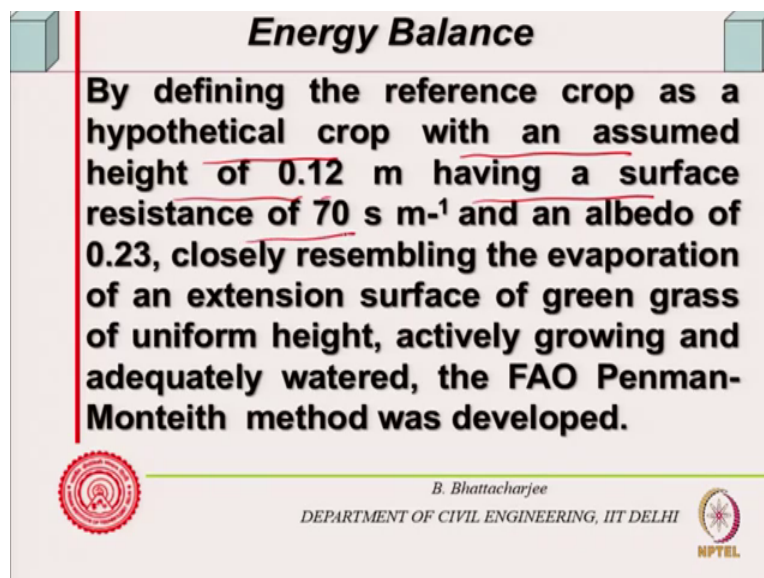 Energy Balance
By defining the reference crop as a
hypothetical crop with an assumed
height of 0.12 m having a surface
resistance of 70 s m-¹ and an albedo of
0.23, closely resembling the evaporation
of an extension surface of green grass
of uniform height, actively growing and
adequately watered, the FAO Penman-
Monteith method was developed.
B. Bhattacharjee
DEPARTMENT OF CIVIL ENGINEERING, IIT DELHI
NPTEL